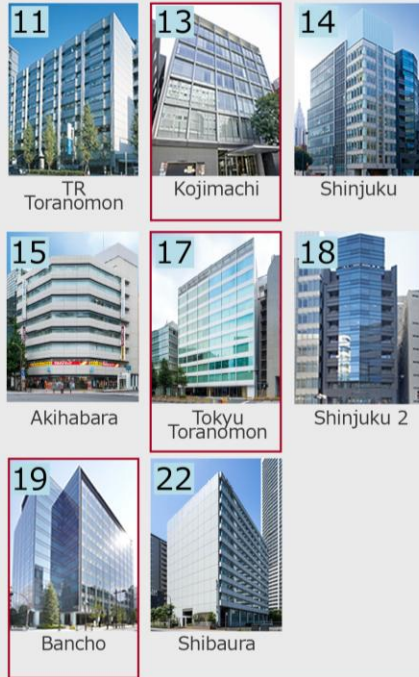 11
13
14
TR
Toranomon
Kojimachi
Shinjuku
15
17
18
Akihabara
Tokyu
Toranomon
Shinjuku 2
19
22
Bancho
Shibaura